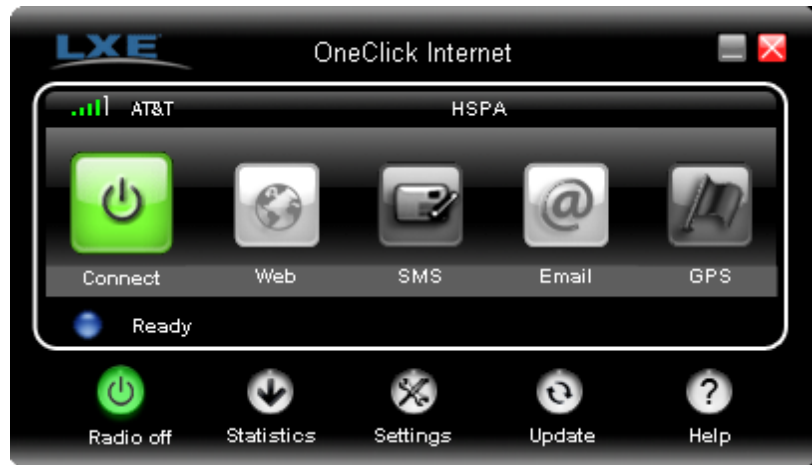 LXE OneClick Internet
AT&T HSPA
Connect Web SMS Email GPS
Ready
Radio off Statistics Settings Update Help